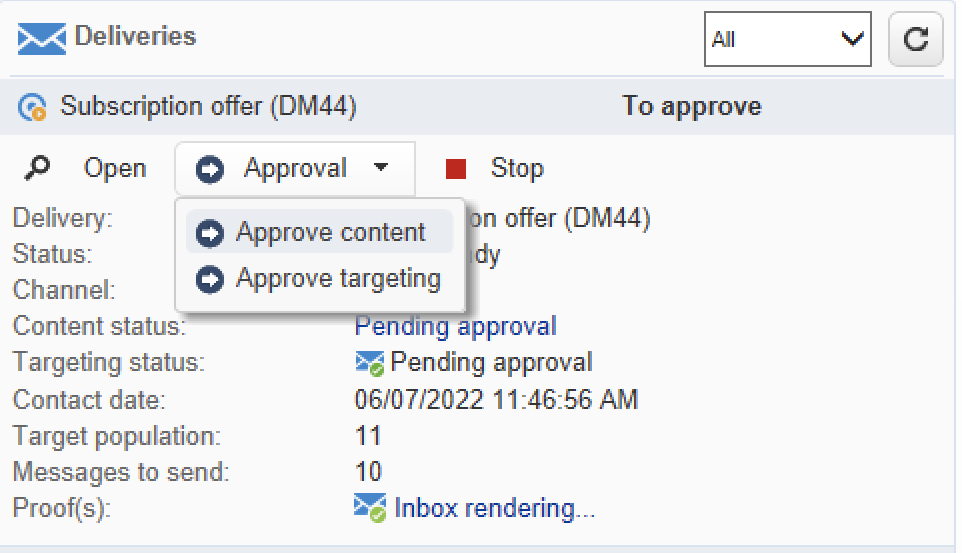 Deliveries
All
Subscription offer (DM44) To approve
Open Approval Stop
Delivery: on offer (DM44)
Approve content
Status: dy
Approve targeting
Channel:
Content status: Pending approval
Targeting status: Pending approval
Contact date: 06/07/2022 11:46:56 AM
Target population: 11
Messages to send: 10
Proof(s): Inbox rendering...